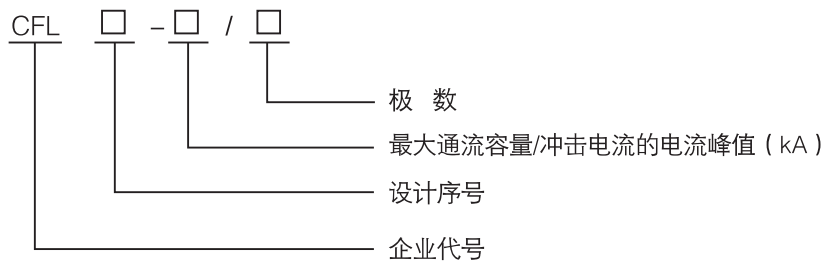 CFL □ - □ / □
极 数
最大通流容量/冲击电流的电流峰值（kA）
设计序号
企业代号